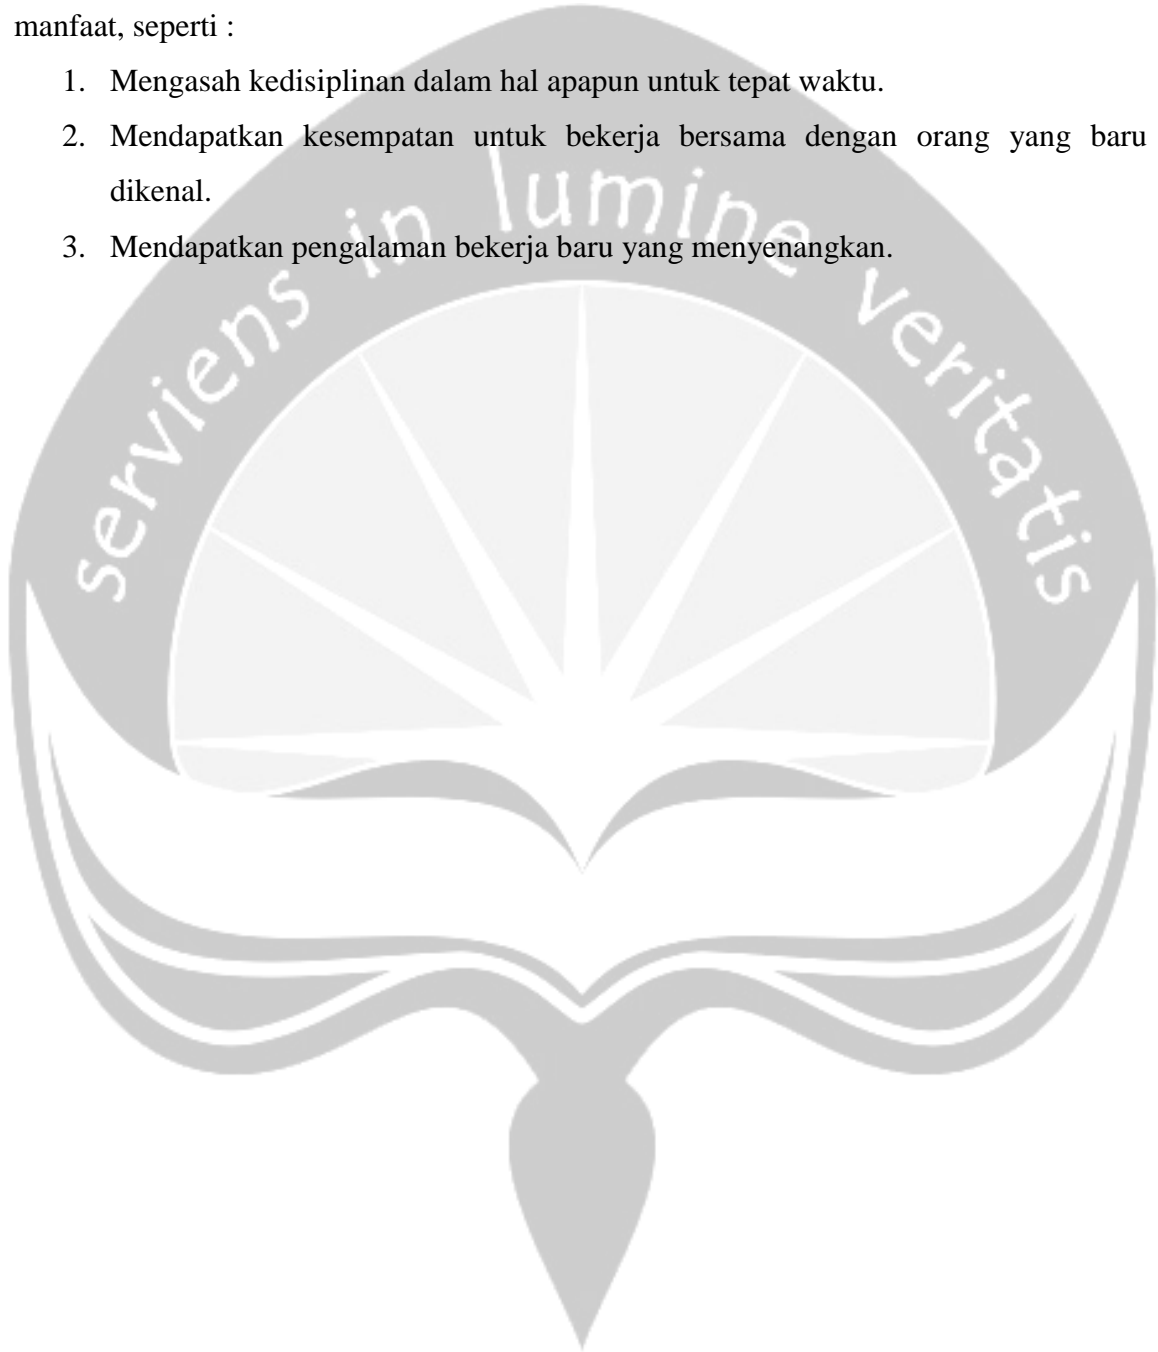 manfaat, seperti :
1. Mengasah kedisiplinan dalam hal apapun untuk tepat waktu.
2. Mendapatkan kesempatan untuk bekerja bersama dengan orang yang baru
dikenal.
3. Mendapatkan pengalaman bekerja baru yang menyenangkan.
serviens in lumine veritatis